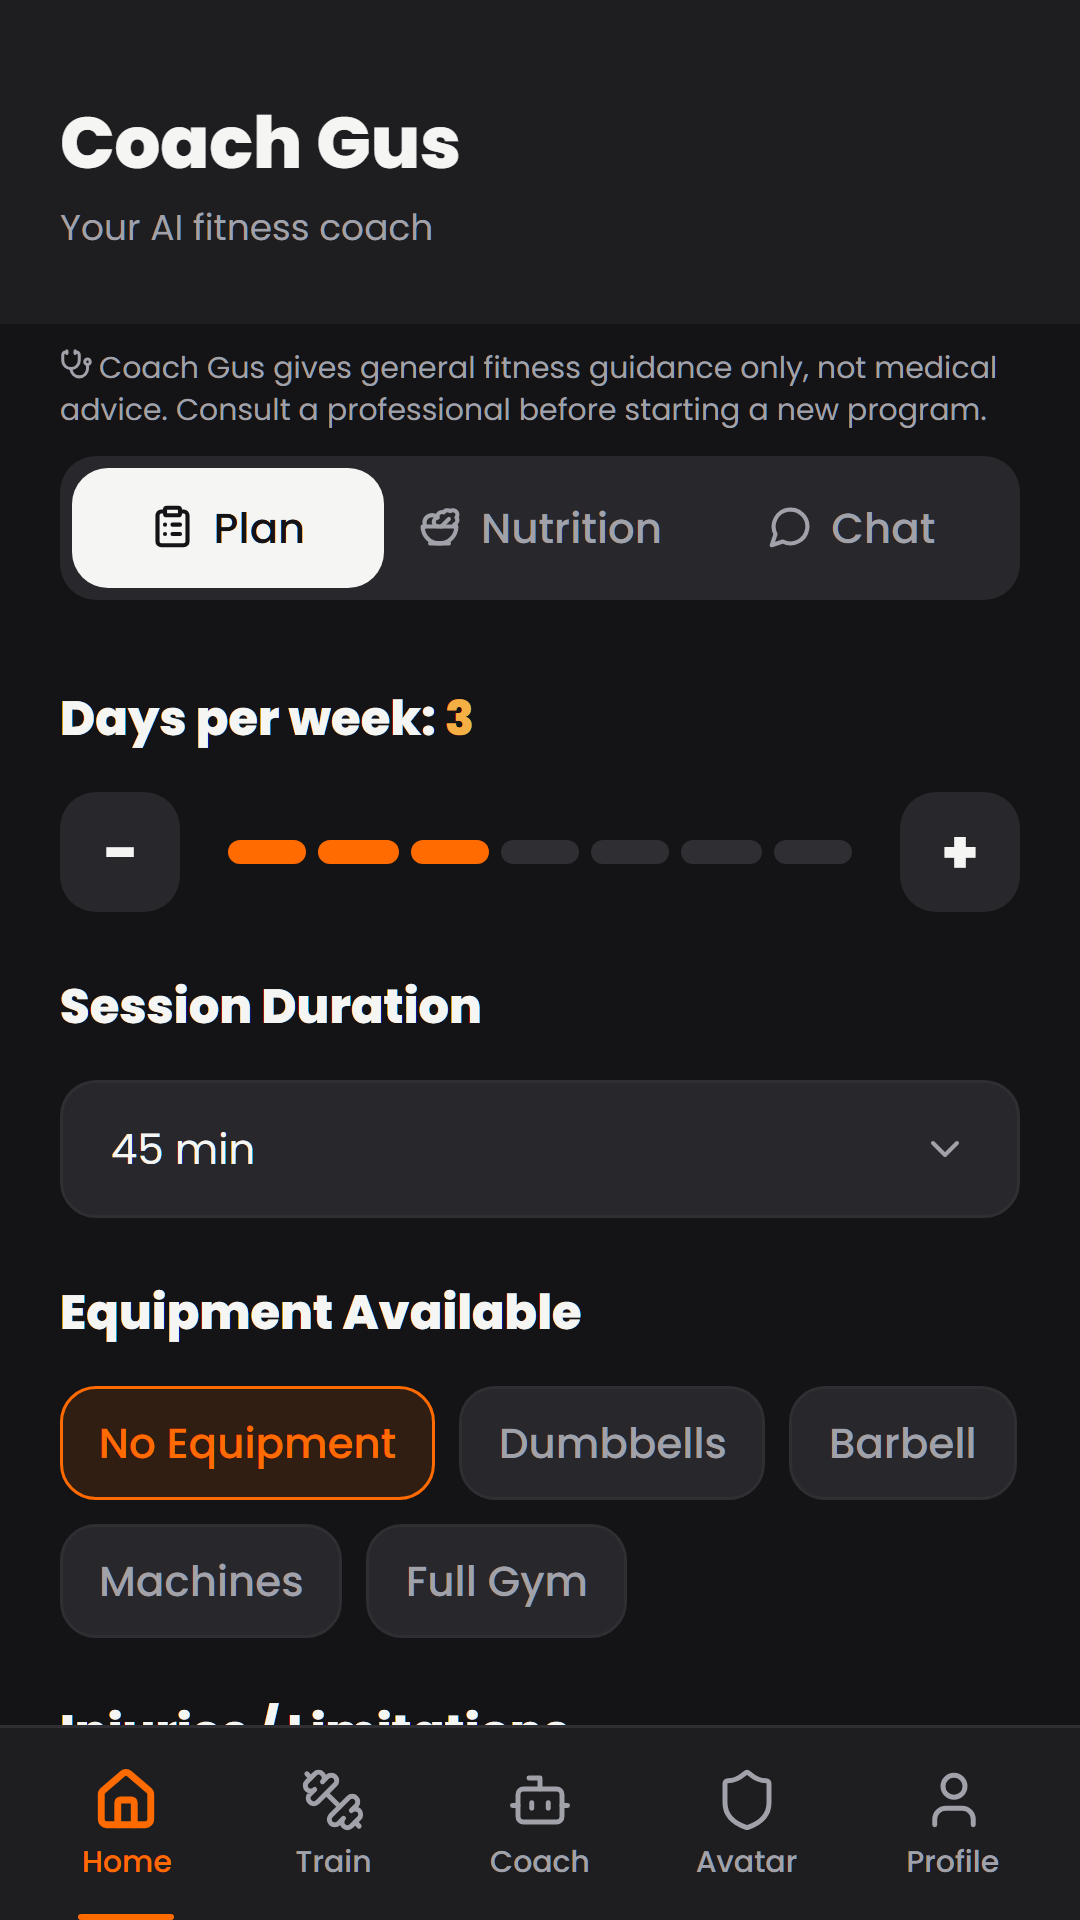 Coach Gus
Your AI fitness coach
Coach Gus gives general fitness guidance only, not medical
advice. Consult a professional before starting a new program.
Plan
Nutrition
Chat
Days per week: 3
-
+
Session Duration
45 min
Equipment Available
No Equipment
Dumbbells
Barbell
Machines
Full Gym
Injuries / Limitations
Home
Train
Coach
Avatar
Profile